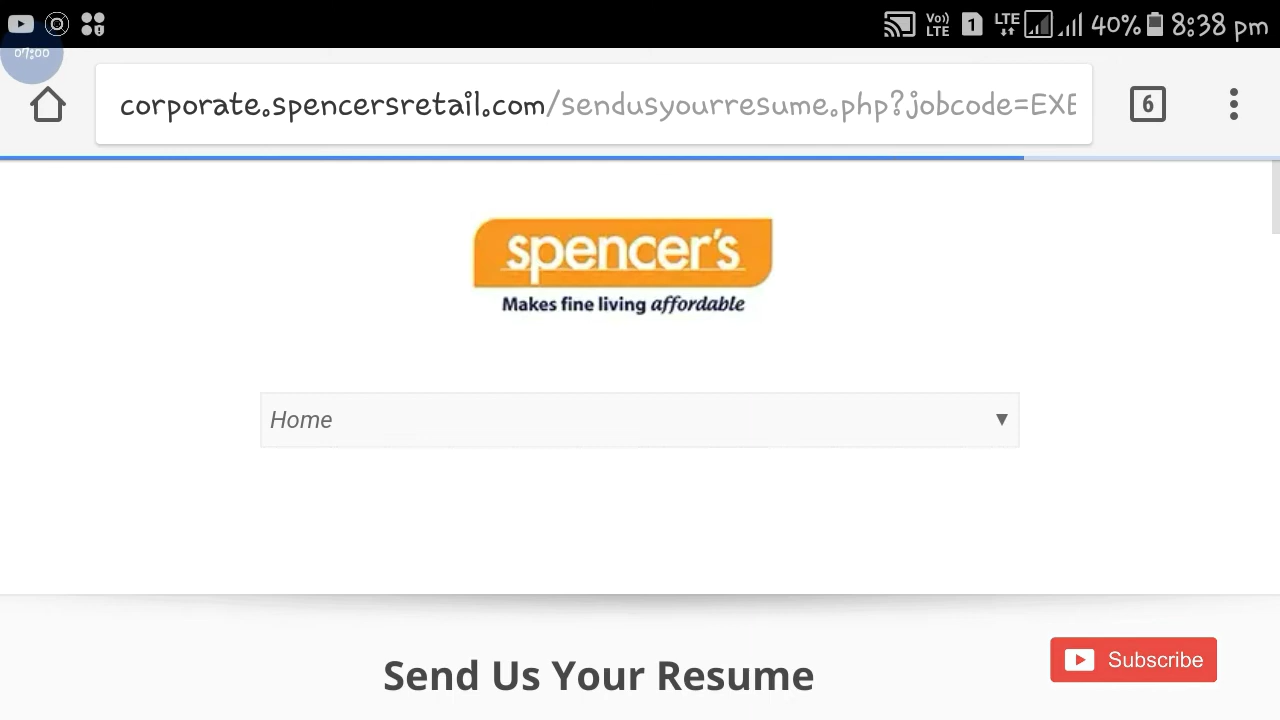 Vo))
LTE
1
LTE
40%
8:38 pm
07:00
corporate.spencersretail.com/sendusyourresume.php?jobcode=EXE
6
spencer's
Makes fine living affordable
Home
Send Us Your Resume
Subscribe